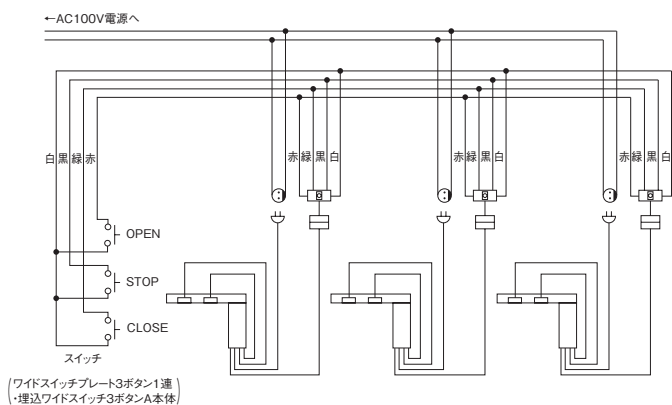 ←AC100V電源へ
白 黒 緑 赤
赤 緑 黒 白
赤 緑 黒 白
赤 緑 黒 白
OPEN
STOP
CLOSE
スイッチ
(ワイドスイッチプレート3ボタン1連
・埋込ワイドスイッチ3ボタンA本体)